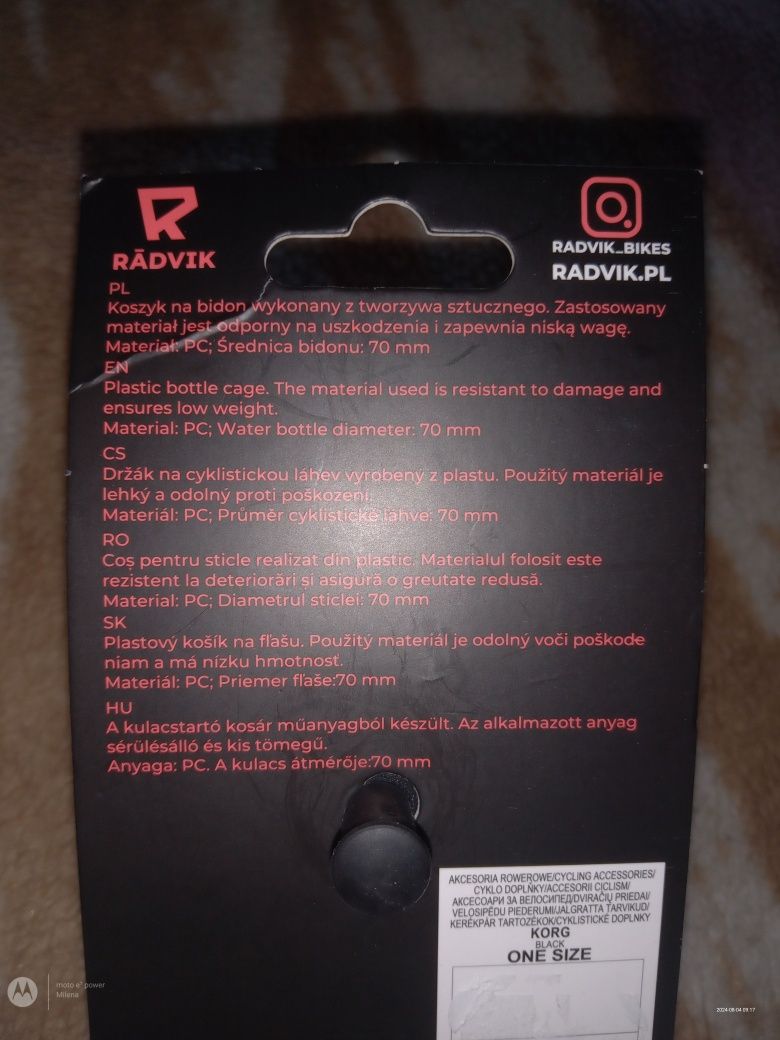 RĀDVIK
RADVIK_BIKES
RADVIK.PL
PL
Koszyk na bidon wykonany z tworzywa sztucznego. Zastosowany
materiał jest odporny na uszkodzenia i zapewnia niską wagę.
Materiał: PC; Średnica bidonu: 70 mm
EN
Plastic bottle cage. The material used is resistant to damage and
ensures low weight.
Material: PC; Water bottle diameter: 70 mm
CS
Držák na cyklistickou láhev vyrobený z plastu. Použitý materiál je
lehký a odolný proti poškození.
Materiál: PC; Průměr cyklistické lahve: 70 mm
RO
Coș pentru sticle realizat din plastic. Materialul folosit este
rezistent la deteriorări și asigură o greutate redusă.
Material: PC; Diametrul sticlei: 70 mm
SK
Plastový košík na fľašu. Použitý materiál je odolný voči poškode
niam a má nízku hmotnosť.
Materiál: PC; Priemer fľaše:70 mm
HU
A kulacstartó kosár műanyagból készült. Az alkalmazott anyag
sérülésálló és kis tömegű.
Anyaga: PC. A kulacs átmérője:70 mm
AKCESORIA ROWEROWE/CYCLING ACCESSORIES/
CYKLO DOPLŇKY/ACCESORII CICLISM/
АКСЕСОАРИ ЗА ВЕЛОСИПЕД/DVIRAČIŲ PRIEDAI/
VELOSIPĒDU PIEDERUMI/JALGRATTA TARVIKUD/
KERÉKPÁR TARTOZÉKOK/CYKLISTICKÉ DOPLNKY
KORG
BLACK
ONE SIZE
moto e⁵ power
Milena
2024-08-04 09:17